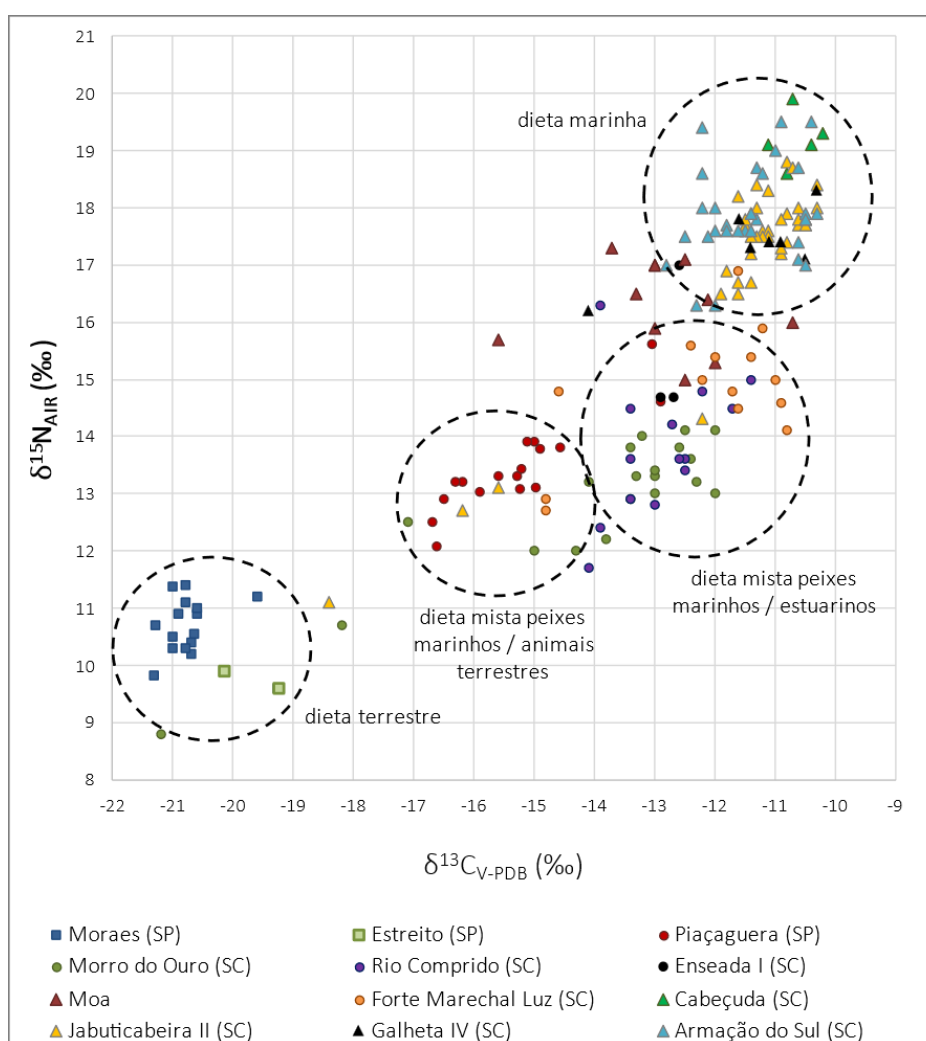 21
20
dieta marinha
19
18
17
16
δ¹⁵N_AIR (‰)
15
14
13
12
dieta mista peixes
marinhos / estuarinos
dieta mista peixes
marinhos / animais
terrestres
11
10
dieta terrestre
9
8
-22 -21 -20 -19 -18 -17 -16 -15 -14 -13 -12 -11 -10 -9
δ¹³C_V-PDB (‰)
Moraes (SP) Estreito (SP) Piaçaguera (SP)
Morro do Ouro (SC) Rio Comprido (SC) Enseada I (SC)
Moa Forte Marechal Luz (SC) Cabeçuda (SC)
Jabuticabeira II (SC) Galheta IV (SC) Armação do Sul (SC)